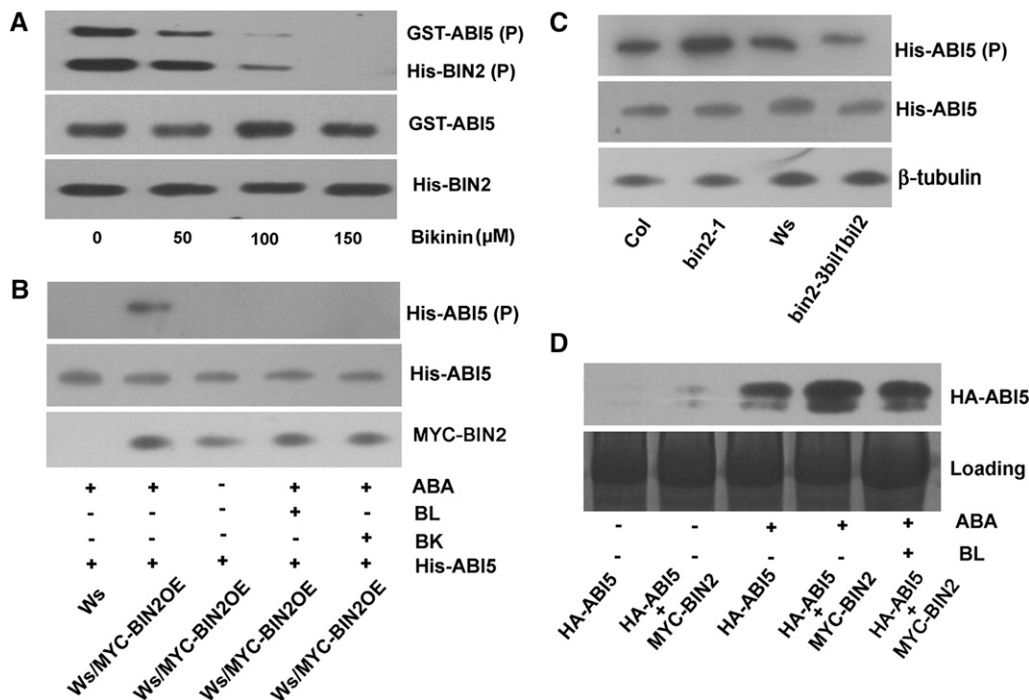 A
GST-ABI5 (P)
His-BIN2 (P)
GST-ABI5
His-BIN2
0 50 100 150 Bikinin (µM)
B
His-ABI5 (P)
His-ABI5
MYC-BIN2
+ + - + + ABA
- - - + - BL
- - - - + BK
+ + + + + His-ABI5
Ws
Ws/MYC-BIN2OE
Ws/MYC-BIN2OE
Ws/MYC-BIN2OE
Ws/MYC-BIN2OE
C
His-ABI5 (P)
His-ABI5
β-tubulin
Col
bin2-1
Ws
bin2-3bil1bil2
D
HA-ABI5
Loading
- - + + + ABA
- - - - + BL
HA-ABI5
HA-ABI5
+
MYC-BIN2
HA-ABI5
HA-ABI5
+
MYC-BIN2
HA-ABI5
+
MYC-BIN2